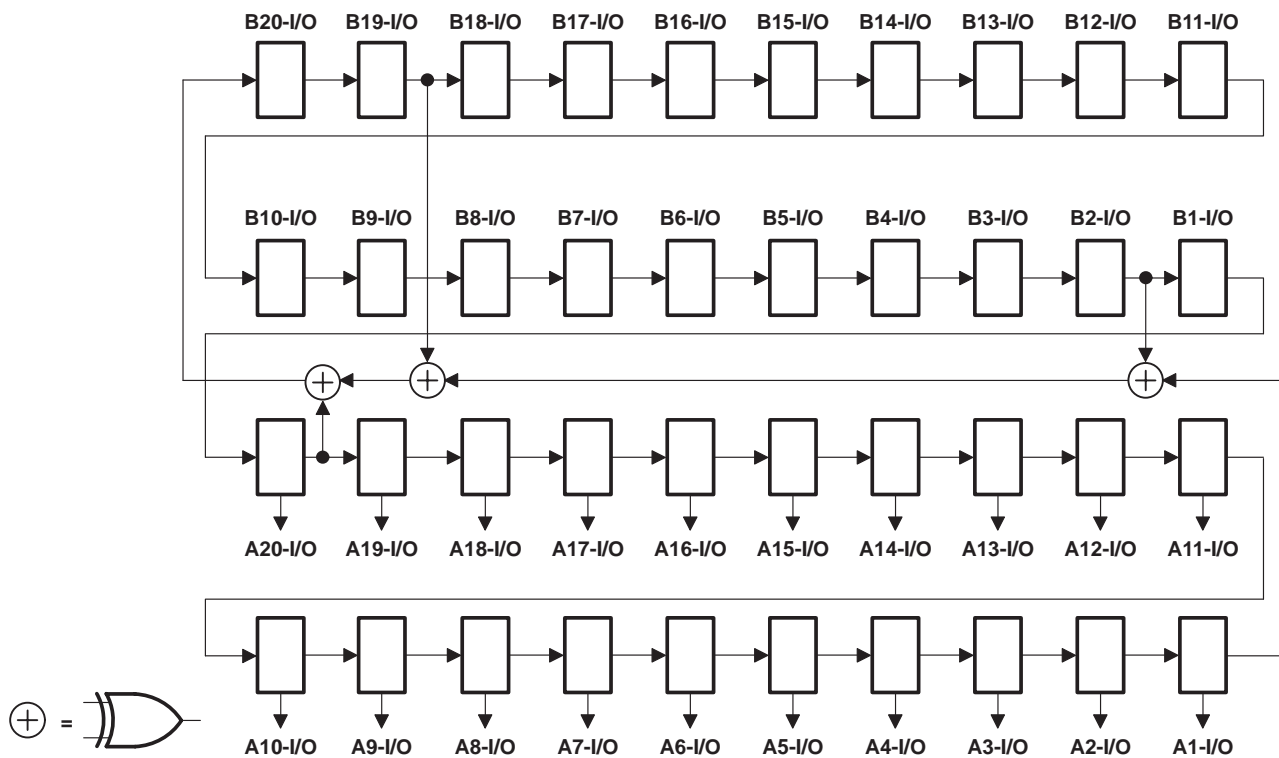 B20-I/O B19-I/O B18-I/O B17-I/O B16-I/O B15-I/O B14-I/O B13-I/O B12-I/O B11-I/O
B10-I/O B9-I/O B8-I/O B7-I/O B6-I/O B5-I/O B4-I/O B3-I/O B2-I/O B1-I/O
A20-I/O A19-I/O A18-I/O A17-I/O A16-I/O A15-I/O A14-I/O A13-I/O A12-I/O A11-I/O
=
A10-I/O A9-I/O A8-I/O A7-I/O A6-I/O A5-I/O A4-I/O A3-I/O A2-I/O A1-I/O